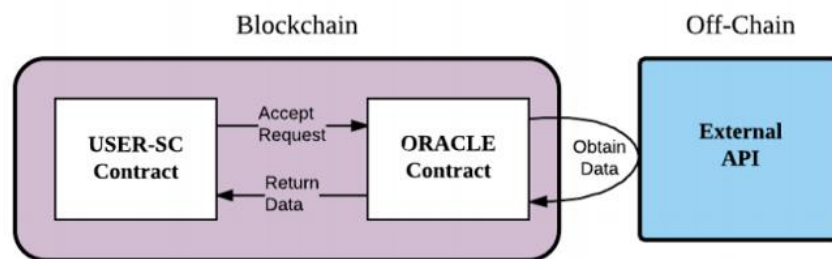 Blockchain
Off-Chain
USER-SC
Contract
Accept
Request
Return
Data
ORACLE
Contract
Obtain
Data
External
API